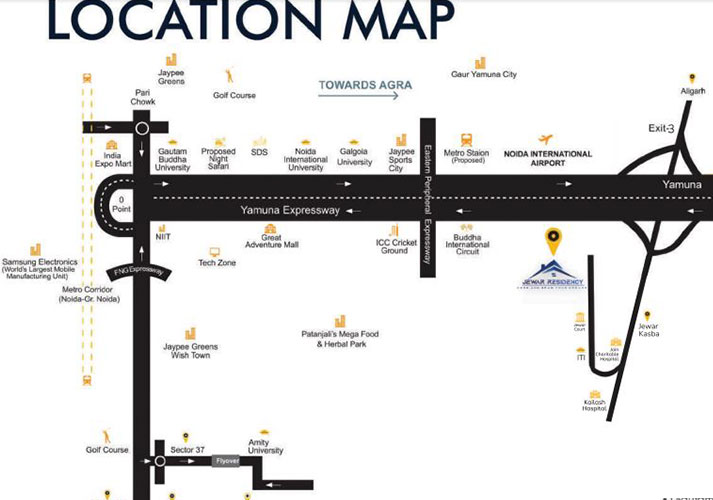 LOCATION MAP
Jaypee
Greens
Golf Course
TOWARDS AGRA
Gaur Yamuna City
Aligarh
Pari
Chowk
Exit-3
India
Expo Mart
Gautam
Buddha
University
Proposed
Night
Safari
SDS
Noida
International
University
Galgoia
University
Jaypee
Sports
City
Eastern Peripheral Expressway
Metro Staion
(Proposed)
NOIDA INTERNATIONAL
AIRPORT
Yamuna
0
Point
Yamuna Expressway
NIIT
Great
Adventure Mall
Tech Zone
ICC Cricket
Ground
Buddha
International
Circuit
Samsung Electronics
(World's Largest Mobile
Manufacturing Unit)
FNG Expressway
Metro Corridor
(Noida-Gr. Noida)
JEWAR RESIDENCY
Jewar
Court
Jewar
Kasba
Jaypee Greens
Wish Town
Patanjali's Mega Food
& Herbal Park
ITI
Jain
Charitable
Hospital
Kailash
Hospital
Golf Course
Sector 37
Flyover
Amity
University